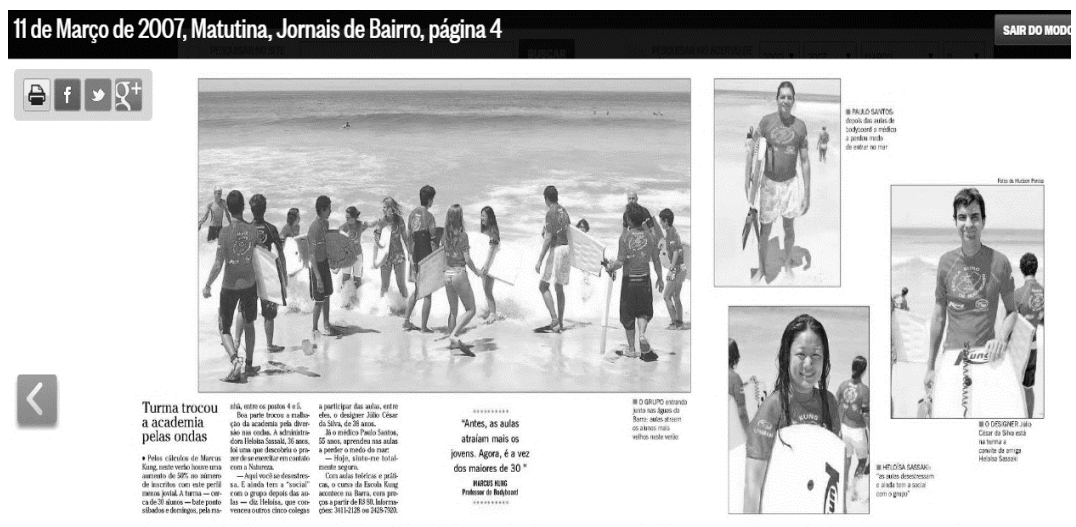 11 de Março de 2007, Matutina, Jornais de Bairro, página 4
SAIR DO MODO
PESQUISAR NO SITE
BUSCAR
f
g+
PAULO SANTOS:
depois das aulas de
bodyboard o médico
perdeu medo
de entrar no mar
Fotos de Hudson Pontes
Turma trocou
a academia
pelas ondas
• Pelos cálculos de Marcus
Kung, neste verão houve uma
aumento de 50% no número
de inscritos com este perfil
menos jovial. A turma — cer-
ca de 30 alunos — bate ponto
sábados e domingos, pela ma-
nhã, entre os postos 4 e 5.
Boa parte trocou a malha-
ção da academia pela diver-
são nas ondas. A administra-
dora Heloísa Sassaki, 36 anos,
foi uma que descobriu o pra-
zer de se exercitar em contato
com a Natureza.
— Aqui você se desestres-
sa. E ainda tem a "social"
com o grupo depois das au-
las — diz Heloísa, que con-
venceu outros cinco colegas
a participar das aulas, entre
eles, o designer Júlio César
da Silva, de 28 anos.
Já o médico Paulo Santos,
55 anos, aprendeu nas aulas
a perder o medo do mar:
— Hoje, sinto-me total-
mente seguro.
Com aulas teóricas e práti-
cas, o curso da Escola Kung
acontece na Barra, com pre-
ços a partir de R$ 80. Informa-
ções: 3411-2128 ou 2428-7920.
"Antes, as aulas
atraíam mais os
jovens. Agora, é a vez
dos maiores de 30"
MARCUS KUNG
Professor de Bodyboard
O GRUPO entrando
junto nas águas da
Barra: aulas atraem
os alunos mais
velhos neste verão
O DESIGNER Júlio
César da Silva está
na turma a
convite da amiga
Heloísa Sassaki
HELOÍSA SASSAKI:
"as aulas desestressam
e ainda tem a social
com o grupo"
KUNG
Kung